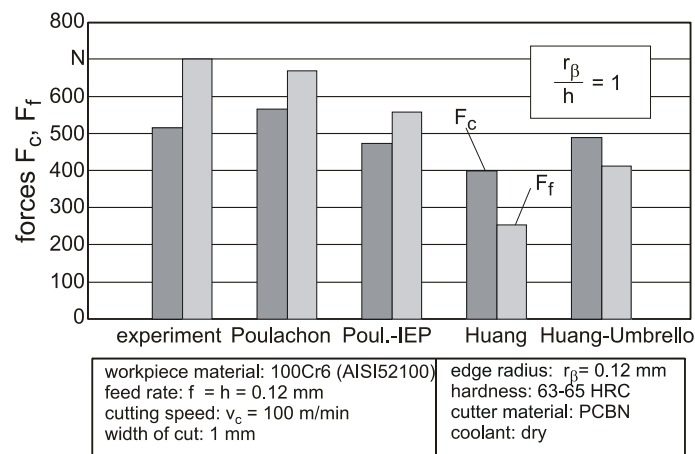 forces F_c, F_f
800
N
600
500
400
300
200
100
0
r_β
h
= 1
F_c
F_f
experiment Poulachon Poul.-IEP Huang Huang-Umbrello
workpiece material: 100Cr6 (AISI52100)
feed rate: f = h = 0.12 mm
cutting speed: v_c = 100 m/min
width of cut: 1 mm
edge radius: r_β = 0.12 mm
hardness: 63-65 HRC
cutter material: PCBN
coolant: dry